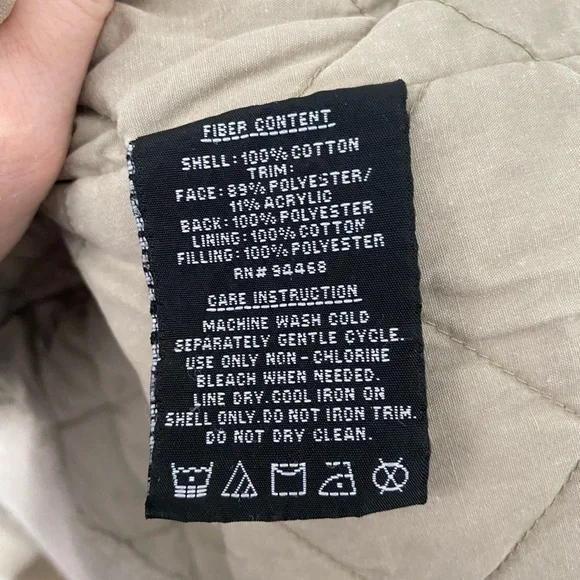 FIBER CONTENT
SHELL: 100% COTTON
TRIM:
FACE: 89% POLYESTER/
11% ACRYLIC
BACK: 100% POLYESTER
LINING: 100% COTTON
FILLING: 100% POLYESTER
RN# 94468
CARE INSTRUCTION
MACHINE WASH COLD
SEPARATELY GENTLE CYCLE.
USE ONLY NON - CHLORINE
BLEACH WHEN NEEDED.
LINE DRY. COOL IRON ON
SHELL ONLY. DO NOT IRON TRIM.
DO NOT DRY CLEAN.